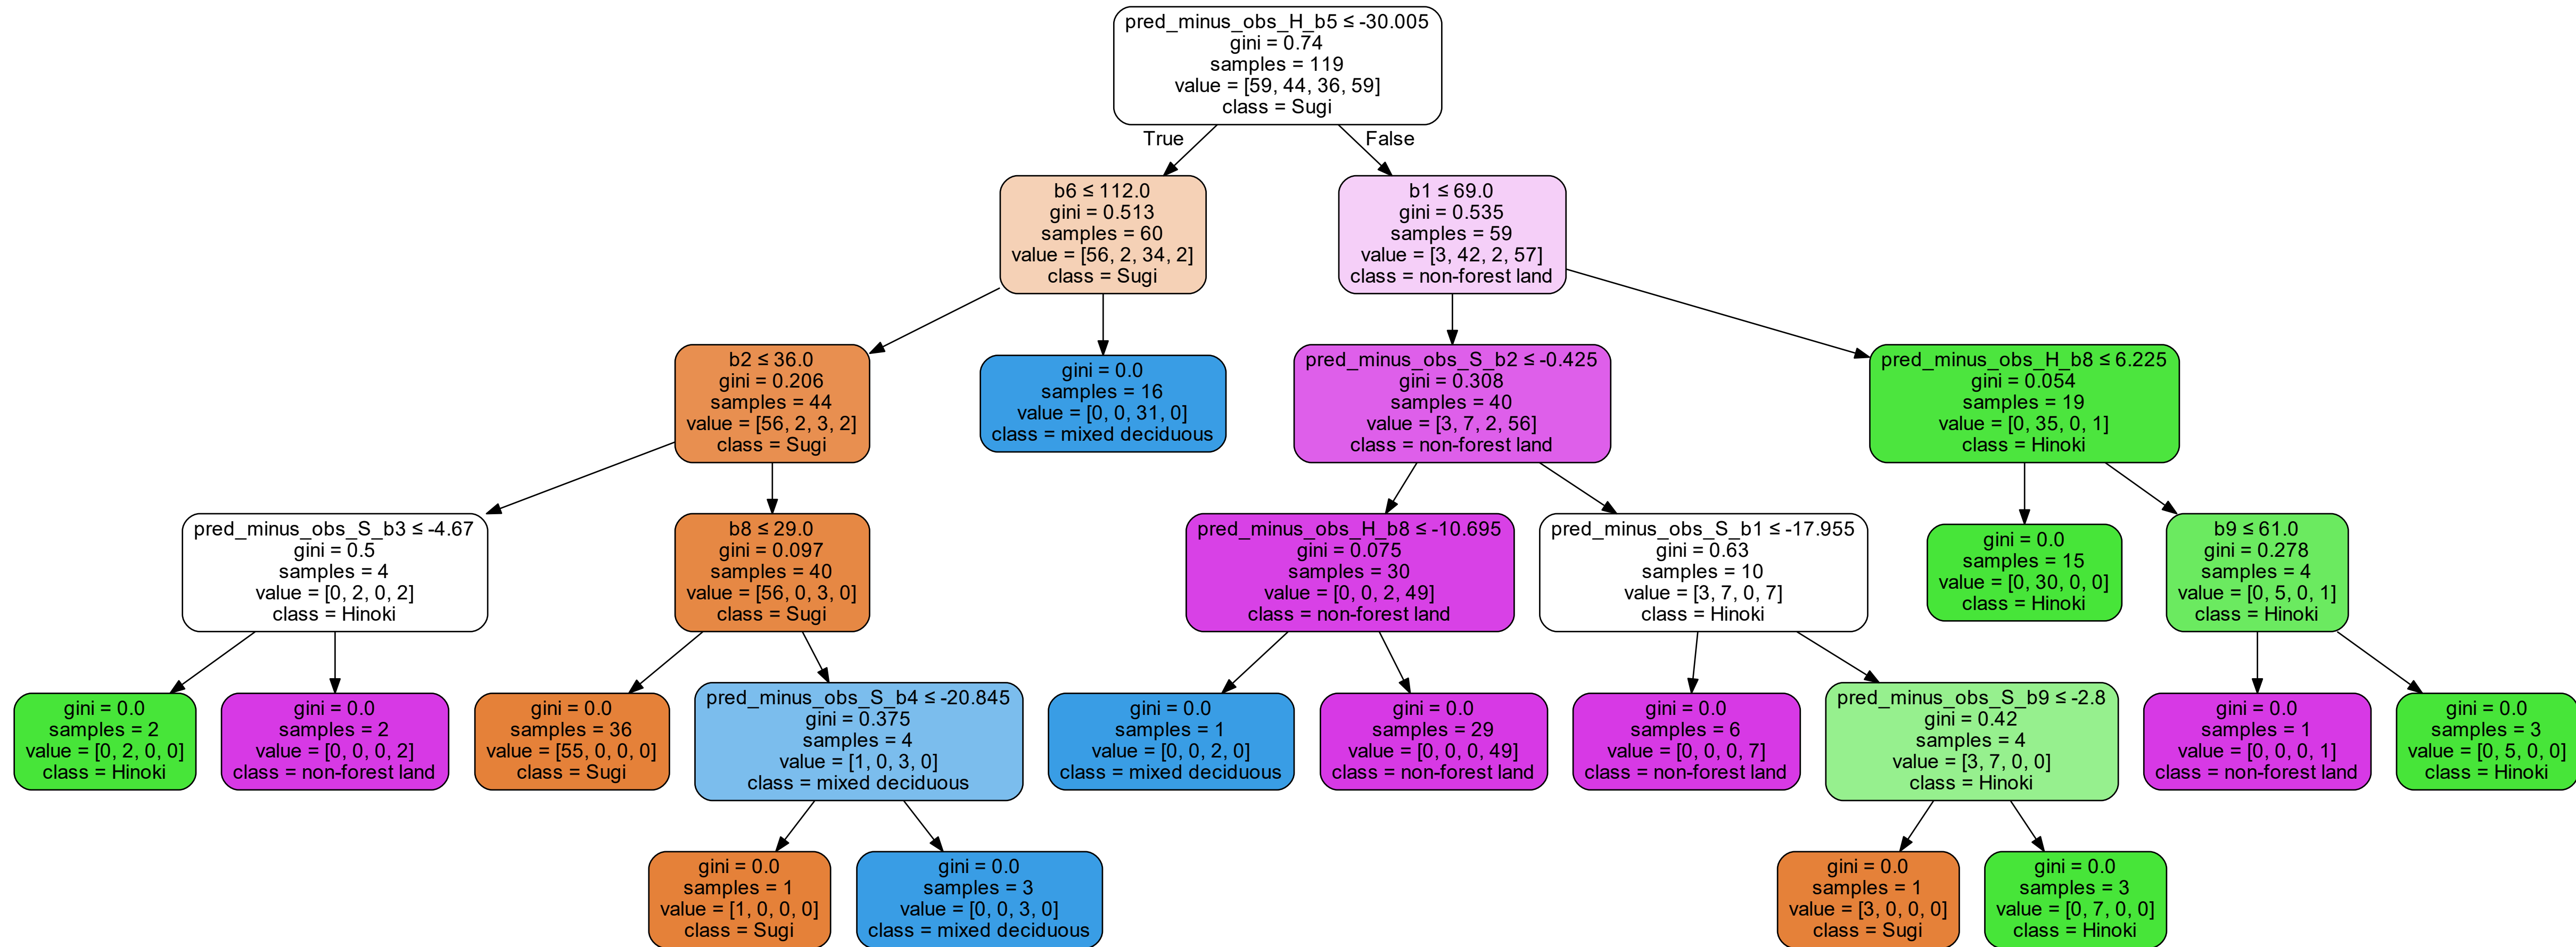 pred_minus_obs_H_b5 ≤ -30.005
gini = 0.74
samples = 119
value = [59, 44, 36, 59]
class = Sugi
True
False
b6 ≤ 112.0
gini = 0.513
samples = 60
value = [56, 2, 34, 2]
class = Sugi
b1 ≤ 69.0
gini = 0.535
samples = 59
value = [3, 42, 2, 57]
class = non-forest land
b2 ≤ 36.0
gini = 0.206
samples = 44
value = [56, 2, 3, 2]
class = Sugi
gini = 0.0
samples = 16
value = [0, 0, 31, 0]
class = mixed deciduous
pred_minus_obs_S_b2 ≤ -0.425
gini = 0.308
samples = 40
value = [3, 7, 2, 56]
class = non-forest land
pred_minus_obs_H_b8 ≤ 6.225
gini = 0.054
samples = 19
value = [0, 35, 0, 1]
class = Hinoki
pred_minus_obs_S_b3 ≤ -4.67
gini = 0.5
samples = 4
value = [0, 2, 0, 2]
class = Hinoki
b8 ≤ 29.0
gini = 0.097
samples = 40
value = [56, 0, 3, 0]
class = Sugi
pred_minus_obs_H_b8 ≤ -10.695
gini = 0.075
samples = 30
value = [0, 0, 2, 49]
class = non-forest land
pred_minus_obs_S_b1 ≤ -17.955
gini = 0.63
samples = 10
value = [3, 7, 0, 7]
class = Hinoki
gini = 0.0
samples = 15
value = [0, 30, 0, 0]
class = Hinoki
b9 ≤ 61.0
gini = 0.278
samples = 4
value = [0, 5, 0, 1]
class = Hinoki
gini = 0.0
samples = 2
value = [0, 2, 0, 0]
class = Hinoki
gini = 0.0
samples = 2
value = [0, 0, 0, 2]
class = non-forest land
gini = 0.0
samples = 36
value = [55, 0, 0, 0]
class = Sugi
pred_minus_obs_S_b4 ≤ -20.845
gini = 0.375
samples = 4
value = [1, 0, 3, 0]
class = mixed deciduous
gini = 0.0
samples = 1
value = [0, 0, 2, 0]
class = mixed deciduous
gini = 0.0
samples = 29
value = [0, 0, 0, 49]
class = non-forest land
gini = 0.0
samples = 6
value = [0, 0, 0, 7]
class = non-forest land
pred_minus_obs_S_b9 ≤ -2.8
gini = 0.42
samples = 4
value = [3, 7, 0, 0]
class = Hinoki
gini = 0.0
samples = 1
value = [0, 0, 0, 1]
class = non-forest land
gini = 0.0
samples = 3
value = [0, 5, 0, 0]
class = Hinoki
gini = 0.0
samples = 1
value = [1, 0, 0, 0]
class = Sugi
gini = 0.0
samples = 3
value = [0, 0, 3, 0]
class = mixed deciduous
gini = 0.0
samples = 1
value = [3, 0, 0, 0]
class = Sugi
gini = 0.0
samples = 3
value = [0, 7, 0, 0]
class = Hinoki